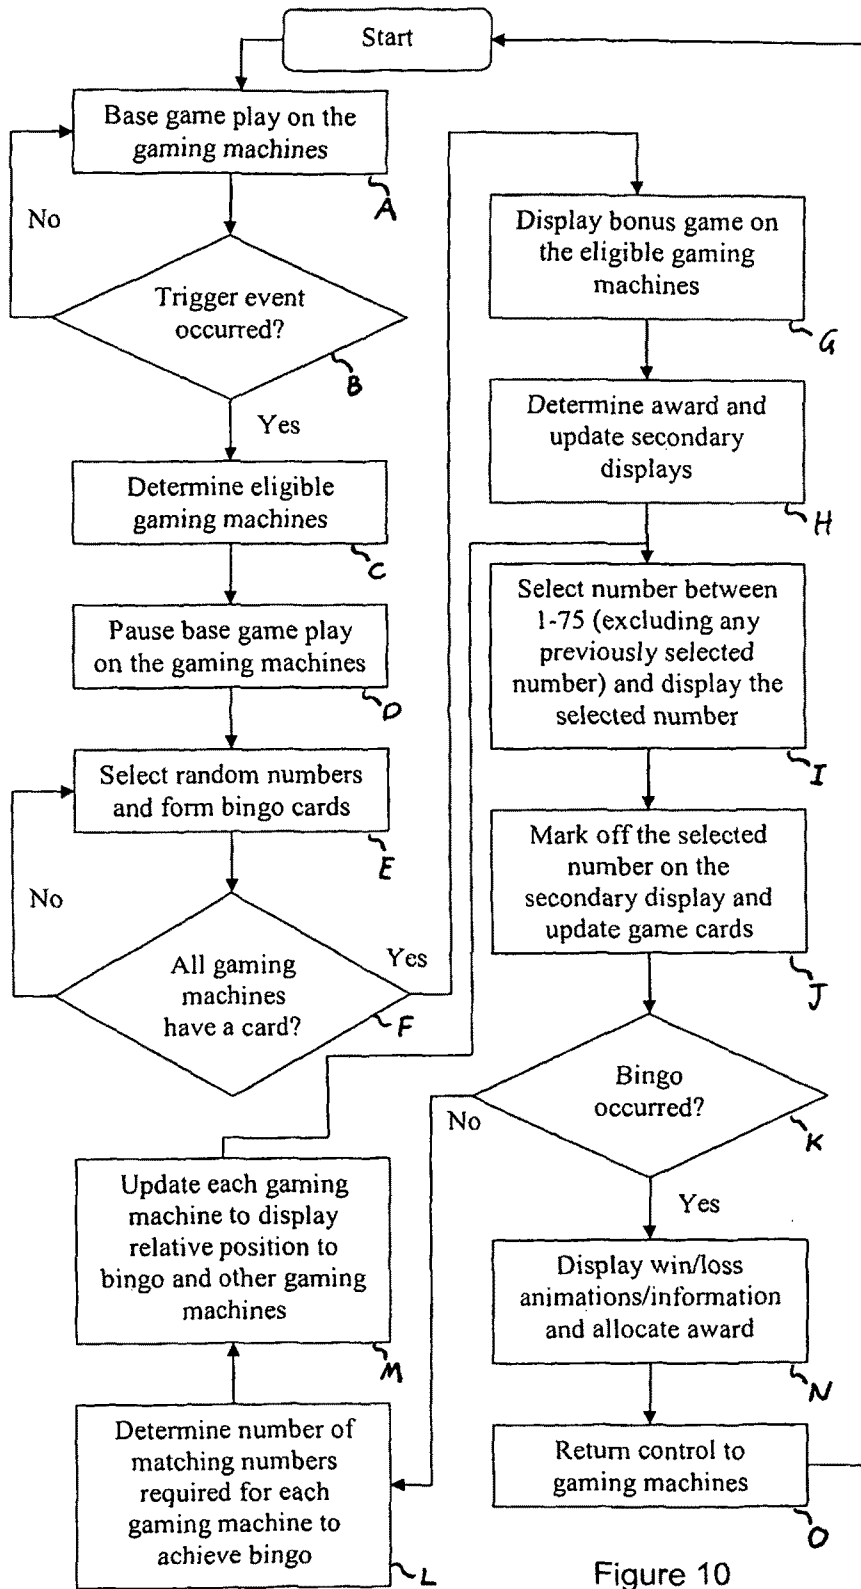 Start
Base game play on the
gaming machines
A
No
Trigger event
occurred?
B
Yes
Determine eligible
gaming machines
C
Pause base game play
on the gaming machines
D
Select random numbers
and form bingo cards
E
No
All gaming
machines
have a card?
Yes
F
Display bonus game on
the eligible gaming
machines
G
Determine award and
update secondary
displays
H
Select number between
1-75 (excluding any
previously selected
number) and display the
selected number
I
Mark off the selected
number on the
secondary display and
update game cards
J
Bingo
occurred?
K
No
Yes
Update each gaming
machine to display
relative position to
bingo and other gaming
machines
M
Determine number of
matching numbers
required for each
gaming machine to
achieve bingo
L
Display win/loss
animations/information
and allocate award
N
Return control to
gaming machines
O
Figure 10